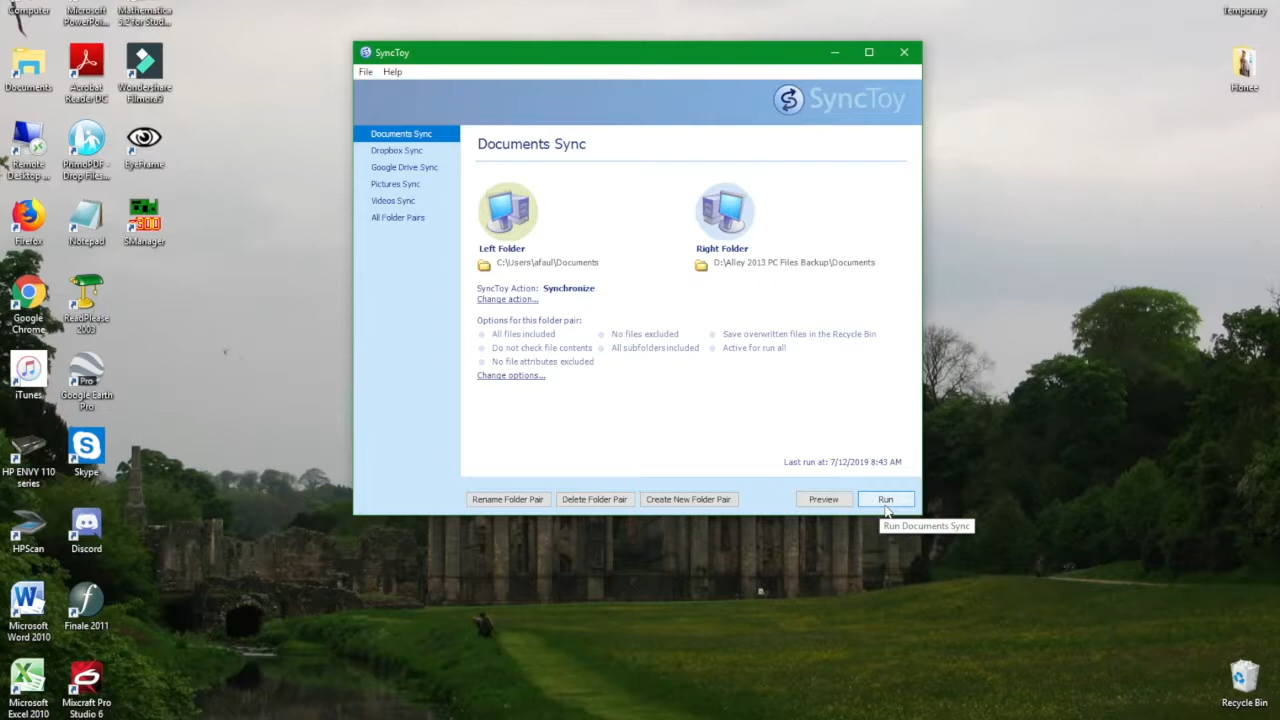 Computer
Microsoft
PowerPoi...
Mathematica
5.2 for Stud...
Temporary
Documents
Acrobat
Reader DC
Wondershare
Filmora9
Honee
Remote
Desktop ...
PrimoPDF -
Drop Files...
EyeFrame
Firefox
Notepad
SManager
Google
Chrome
ReadPlease
2003
iTunes
Pro
Google Earth
Pro
HP ENVY 110
series
Skype
HPScan
Discord
Microsoft
Word 2010
Finale 2011
Microsoft
Excel 2010
Mixcraft Pro
Studio 6
Recycle Bin
SyncToy
File Help
SyncToy
Documents Sync
Dropbox Sync
Google Drive Sync
Pictures Sync
Videos Sync
All Folder Pairs
Documents Sync
Left Folder
C:\Users\afaul\Documents
Right Folder
D:\Alley 2013 PC Files Backup\Documents
SyncToy Action: Synchronize
Change action...
Options for this folder pair:
All files included No files excluded Save overwritten files in the Recycle Bin
Do not check file contents All subfolders included Active for run all
No file attributes excluded
Change options...
Last run at: 7/12/2019 8:43 AM
Rename Folder Pair Delete Folder Pair Create New Folder Pair Preview Run
Run Documents Sync